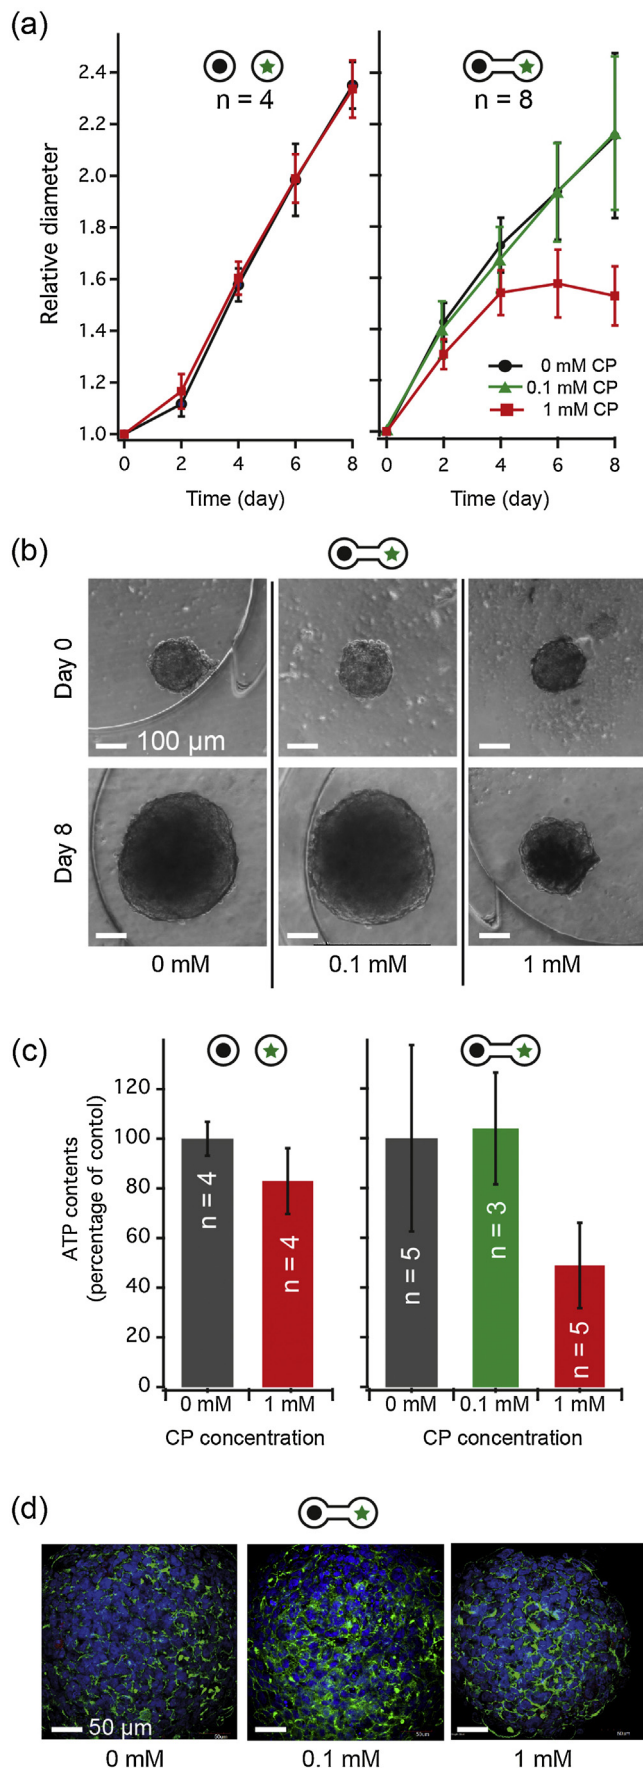 (a)
n = 4
n = 8
Relative diameter
2.4
2.2
2.0
1.8
1.6
1.4
1.2
1.0
0 mM CP
0.1 mM CP
1 mM CP
0 2 4 6 8
0 2 4 6 8
Time (day)
Time (day)
(b)
Day 0
100 µm
Day 8
0 mM
0.1 mM
1 mM
(c)
ATP contents
(percentage of contol)
120
100
80
60
40
20
0
n = 4
n = 4
n = 5
n = 3
n = 5
0 mM
1 mM
0 mM
0.1 mM
1 mM
CP concentration
CP concentration
(d)
50 µm
50um
50um
50um
0 mM
0.1 mM
1 mM